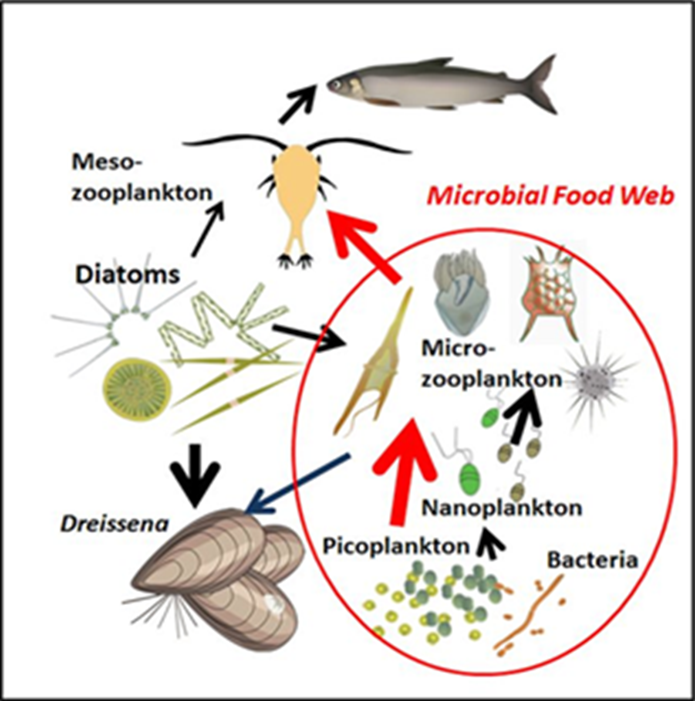 Meso-
zooplankton
Microbial Food Web
Diatoms
Micro-
zooplankton
Nanoplankton
Dreissena
Picoplankton
Bacteria